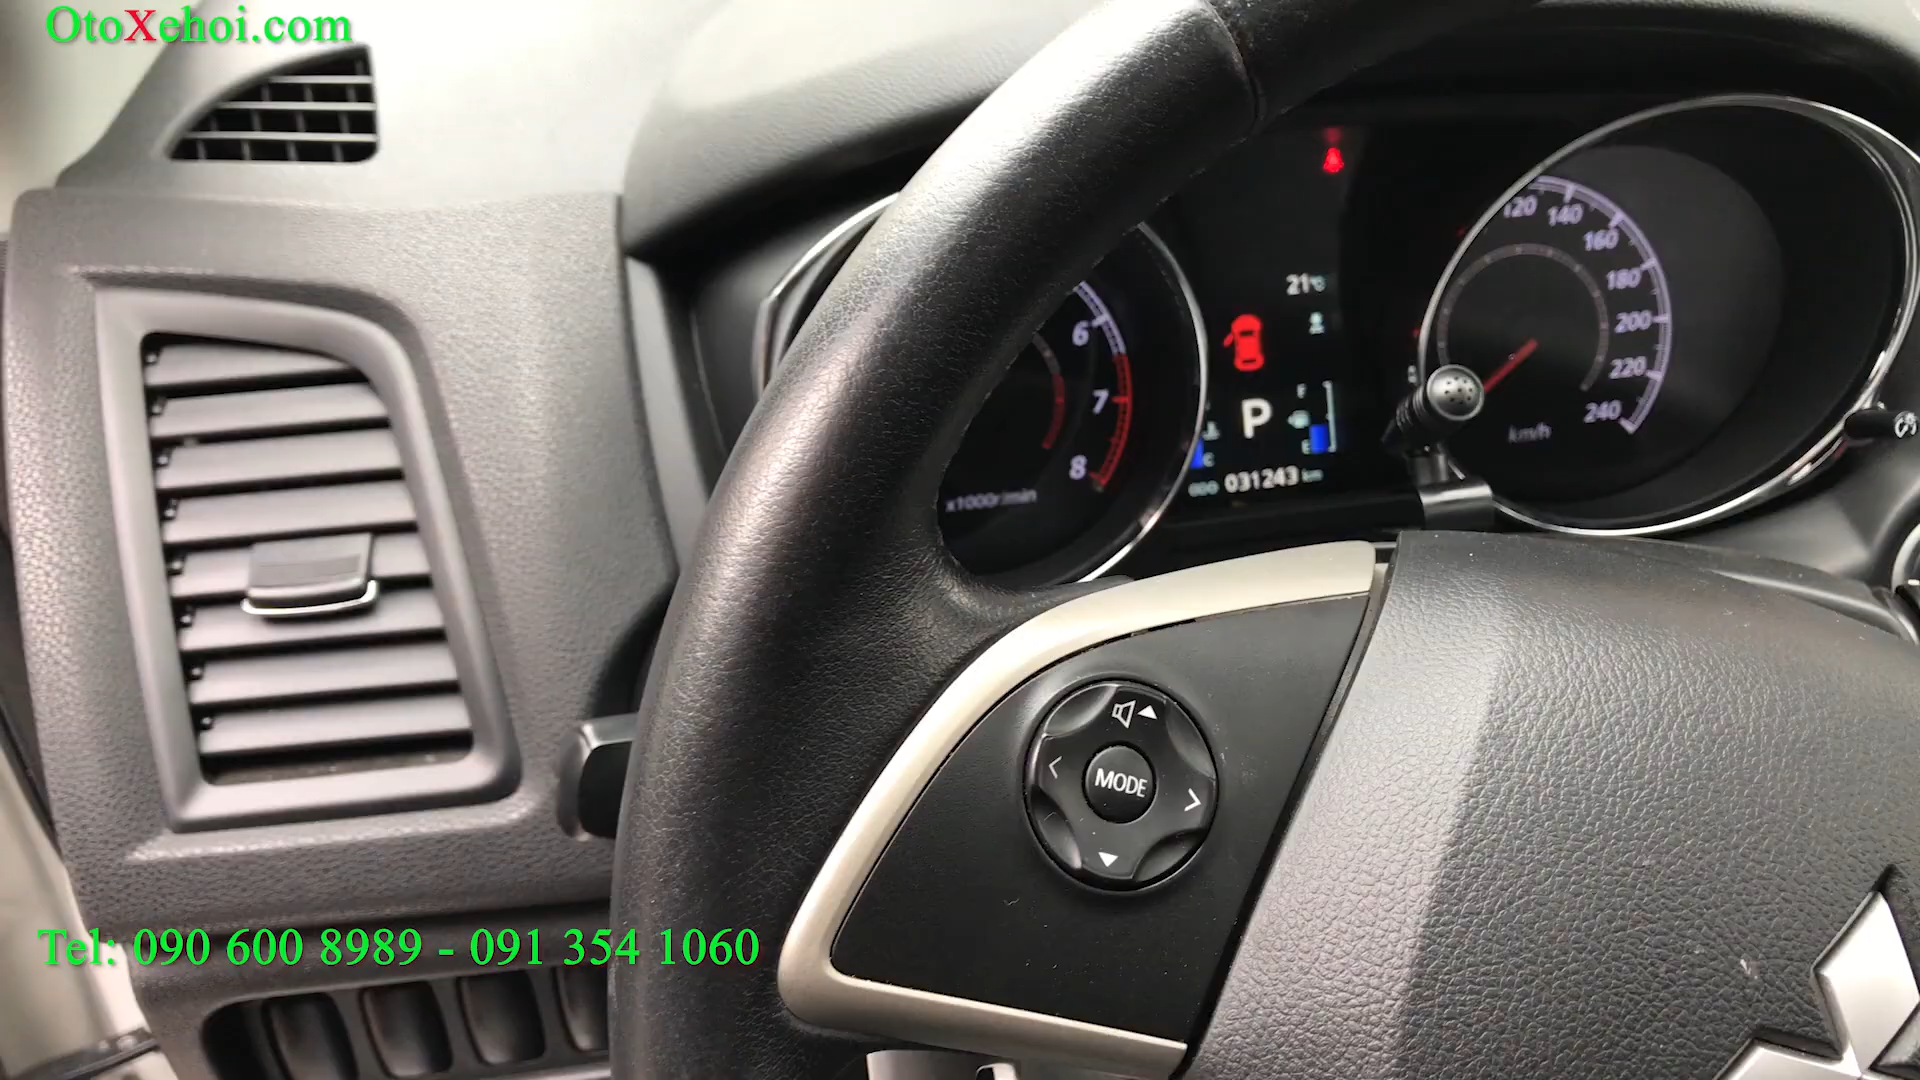 OtoXehoi.com
120
140
160
180
200
220
240
km/h
21°C
6
7
8
x1000r/min
P
F
E
C
ODO 031243 km
MODE
Tel: 090 600 8989 - 091 354 1060